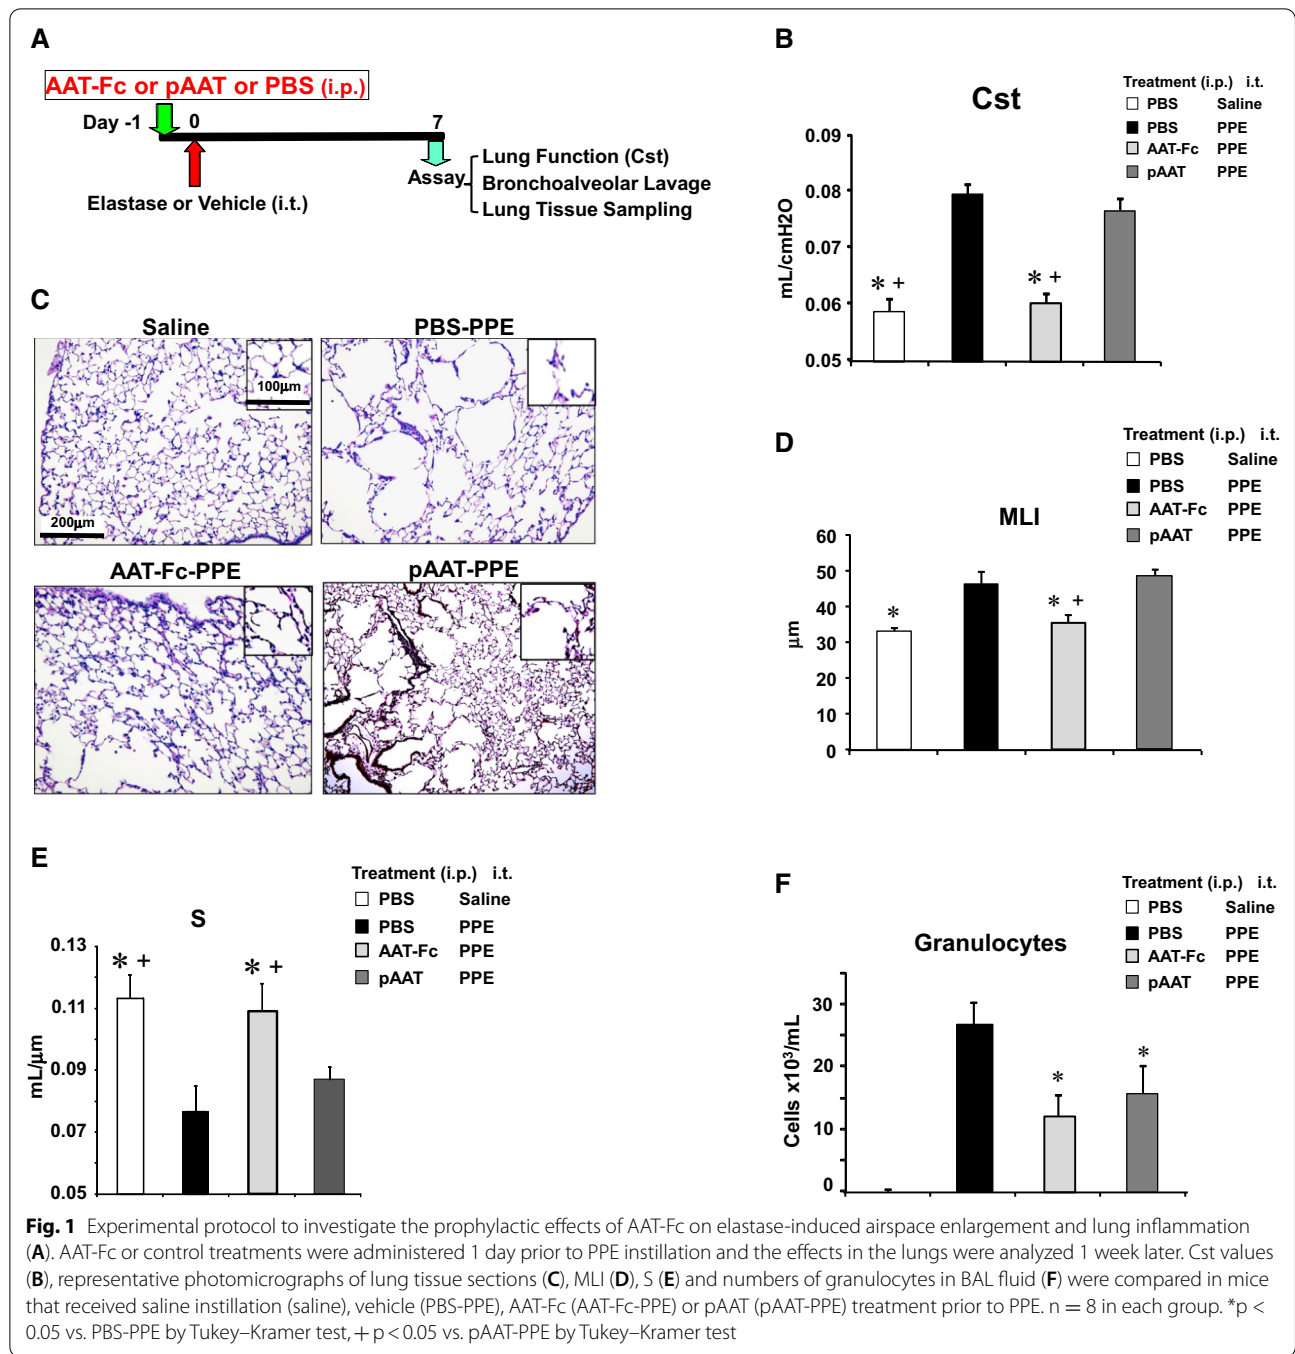 A
AAT-Fc or pAAT or PBS (i.p.)
Day -1 0 7
Elastase or Vehicle (i.t.)
Assay
Lung Function (Cst)
Bronchoalveolar Lavage
Lung Tissue Sampling
B
Treatment (i.p.) i.t.
PBS Saline
PBS PPE
AAT-Fc PPE
pAAT PPE
Cst
mL/cmH2O
0.09
0.08
0.07
0.06
0.05
* +
* +
C
Saline
100µm
200µm
PBS-PPE
AAT-Fc-PPE
pAAT-PPE
D
Treatment (i.p.) i.t.
PBS Saline
PBS PPE
AAT-Fc PPE
pAAT PPE
MLI
µm
60
50
40
30
20
10
0
*
* +
E
Treatment (i.p.) i.t.
PBS Saline
PBS PPE
AAT-Fc PPE
pAAT PPE
S
mL/µm
0.13
0.11
0.09
0.07
0.05
* +
* +
F
Treatment (i.p.) i.t.
PBS Saline
PBS PPE
AAT-Fc PPE
pAAT PPE
Granulocytes
Cells x10³/mL
30
20
10
0
*
*
Fig. 1 Experimental protocol to investigate the prophylactic effects of AAT-Fc on elastase-induced airspace enlargement and lung inflammation
(A). AAT-Fc or control treatments were administered 1 day prior to PPE instillation and the effects in the lungs were analyzed 1 week later. Cst values
(B), representative photomicrographs of lung tissue sections (C), MLI (D), S (E) and numbers of granulocytes in BAL fluid (F) were compared in mice
that received saline instillation (saline), vehicle (PBS-PPE), AAT-Fc (AAT-Fc-PPE) or pAAT (pAAT-PPE) treatment prior to PPE. n = 8 in each group. *p <
0.05 vs. PBS-PPE by Tukey–Kramer test, + p < 0.05 vs. pAAT-PPE by Tukey–Kramer test